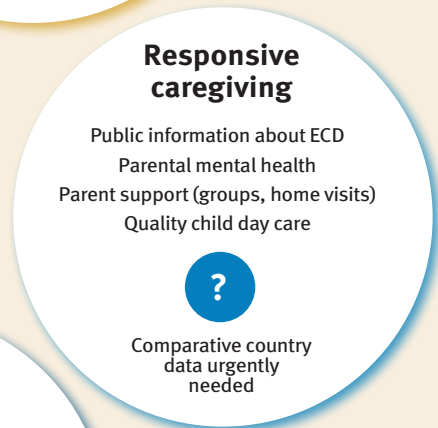 Responsive
caregiving
Public information about ECD
Parental mental health
Parent support (groups, home visits)
Quality child day care
?
Comparative country
data urgently
needed